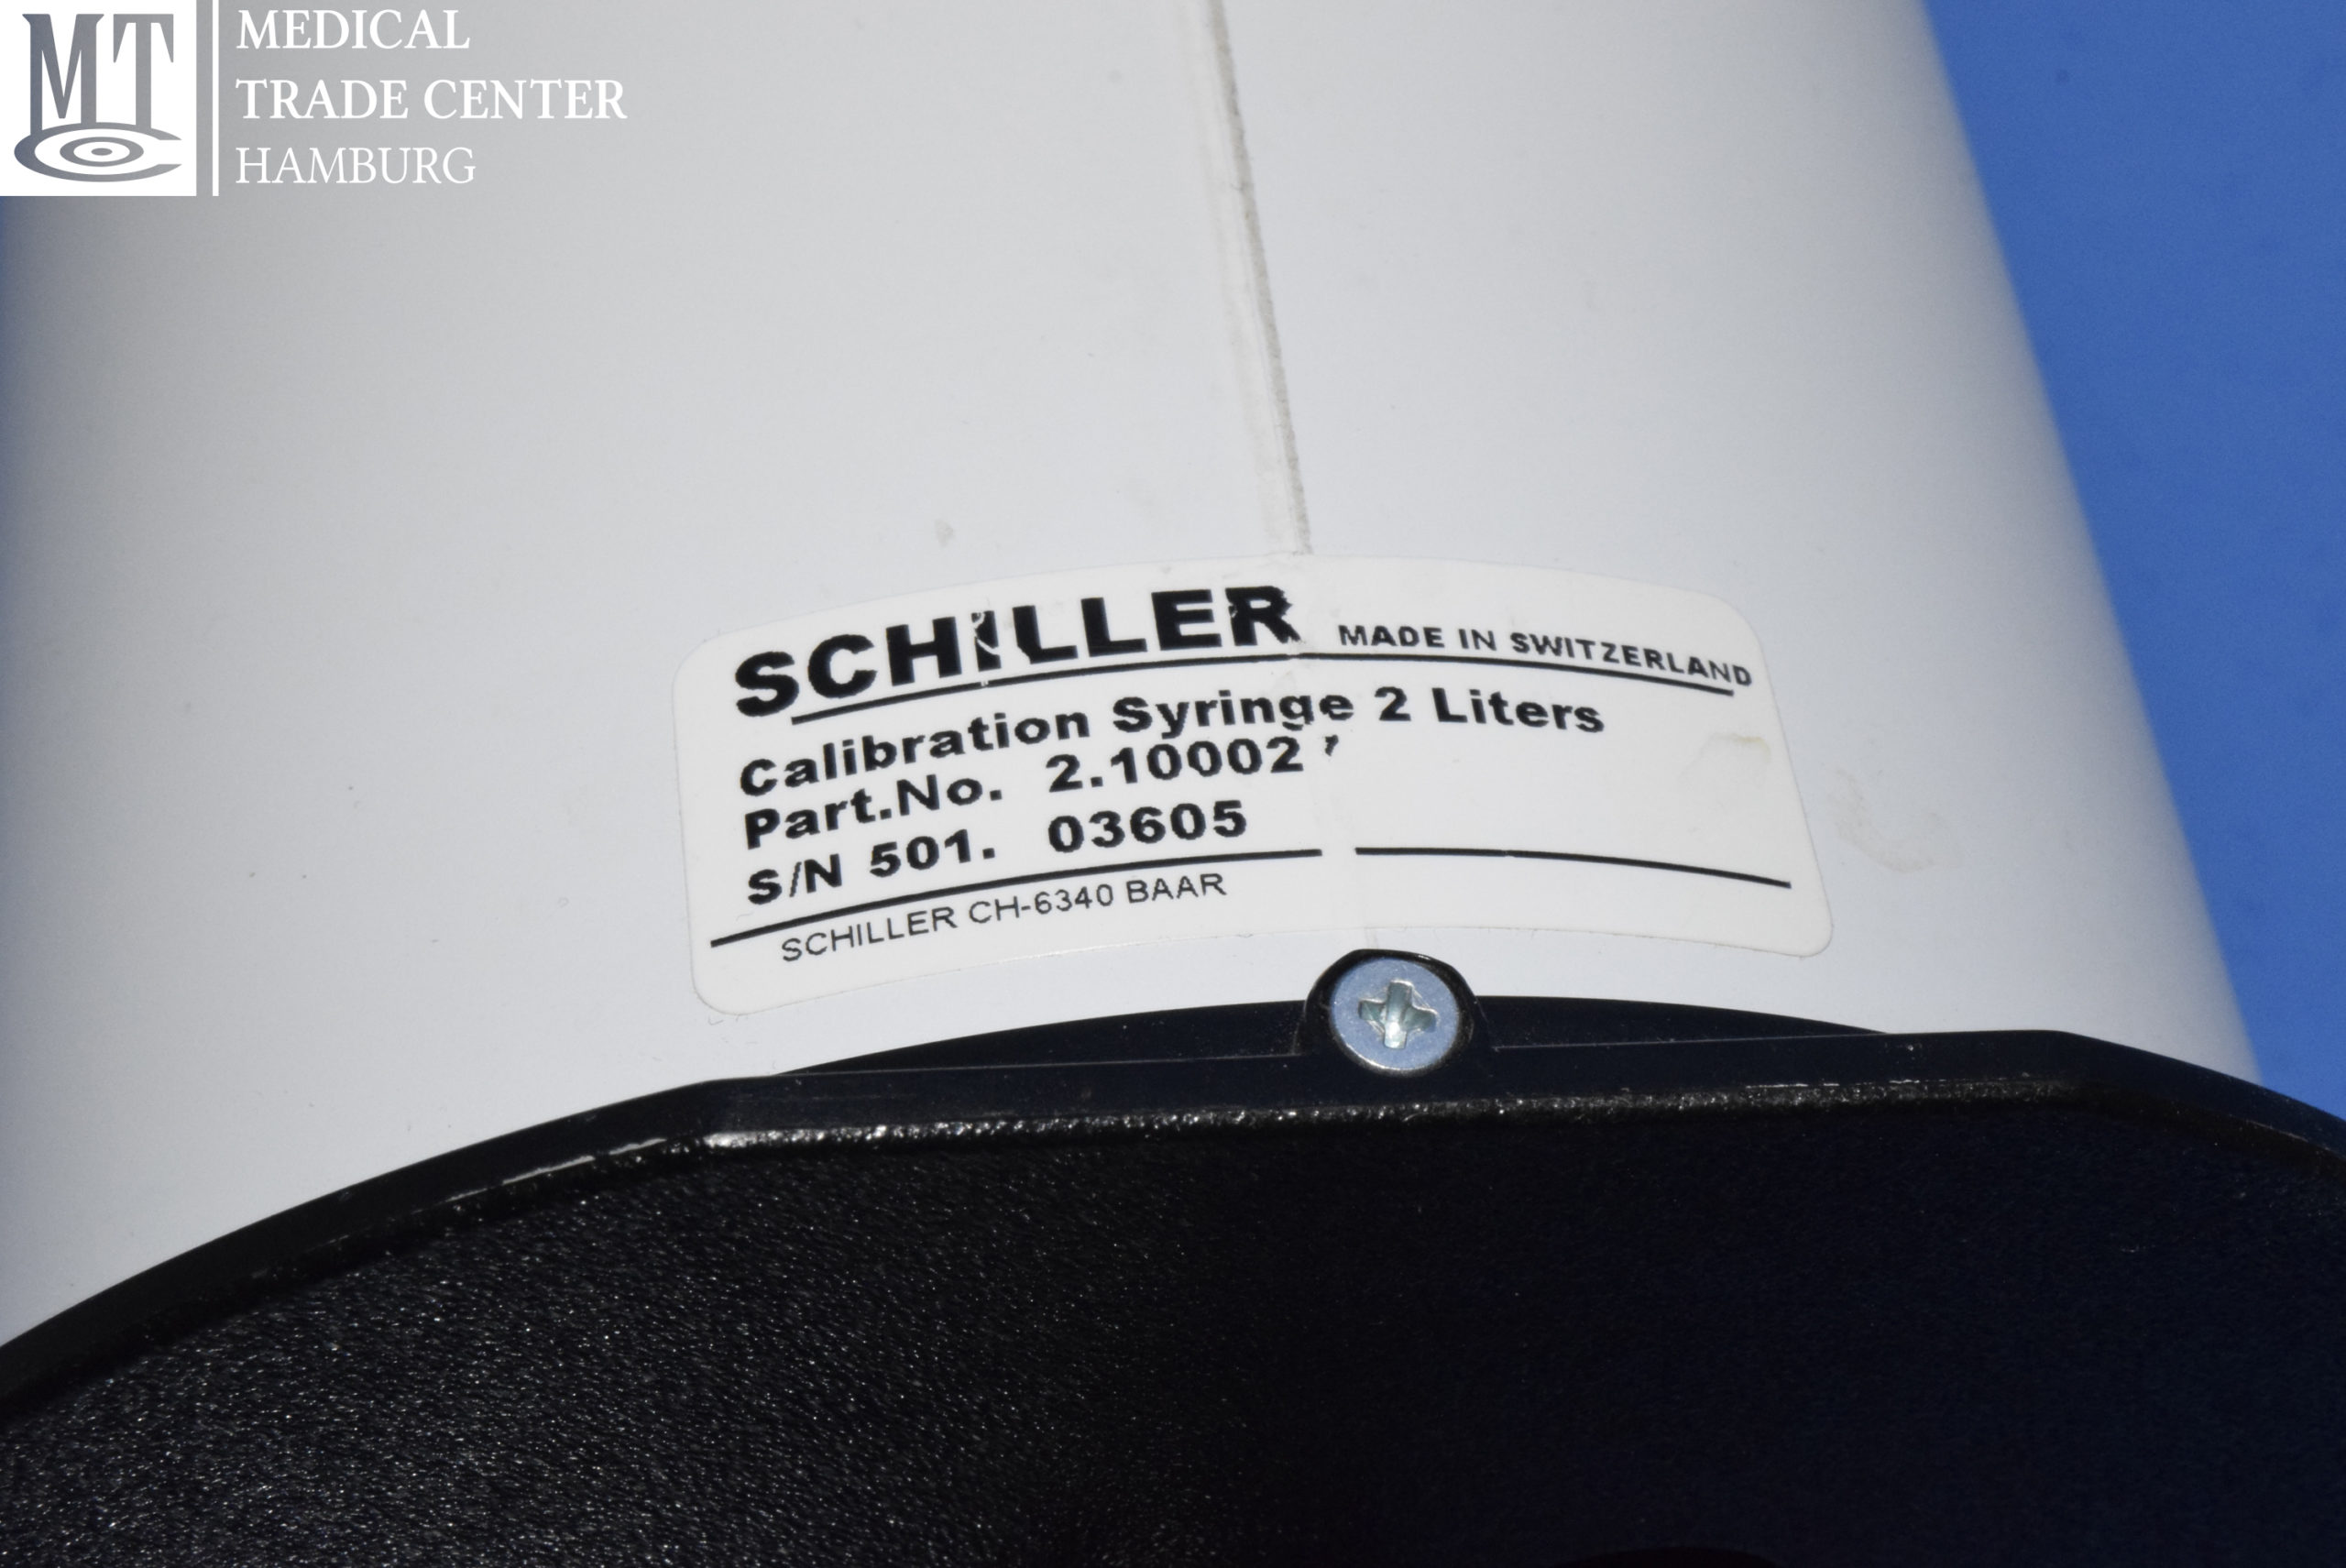 MTC
MEDICAL
TRADE CENTER
HAMBURG
SCHILLER MADE IN SWITZERLAND
Calibration Syringe 2 Liters
Part.No. 2.10002
S/N 501. 03605
SCHILLER CH-6340 BAAR